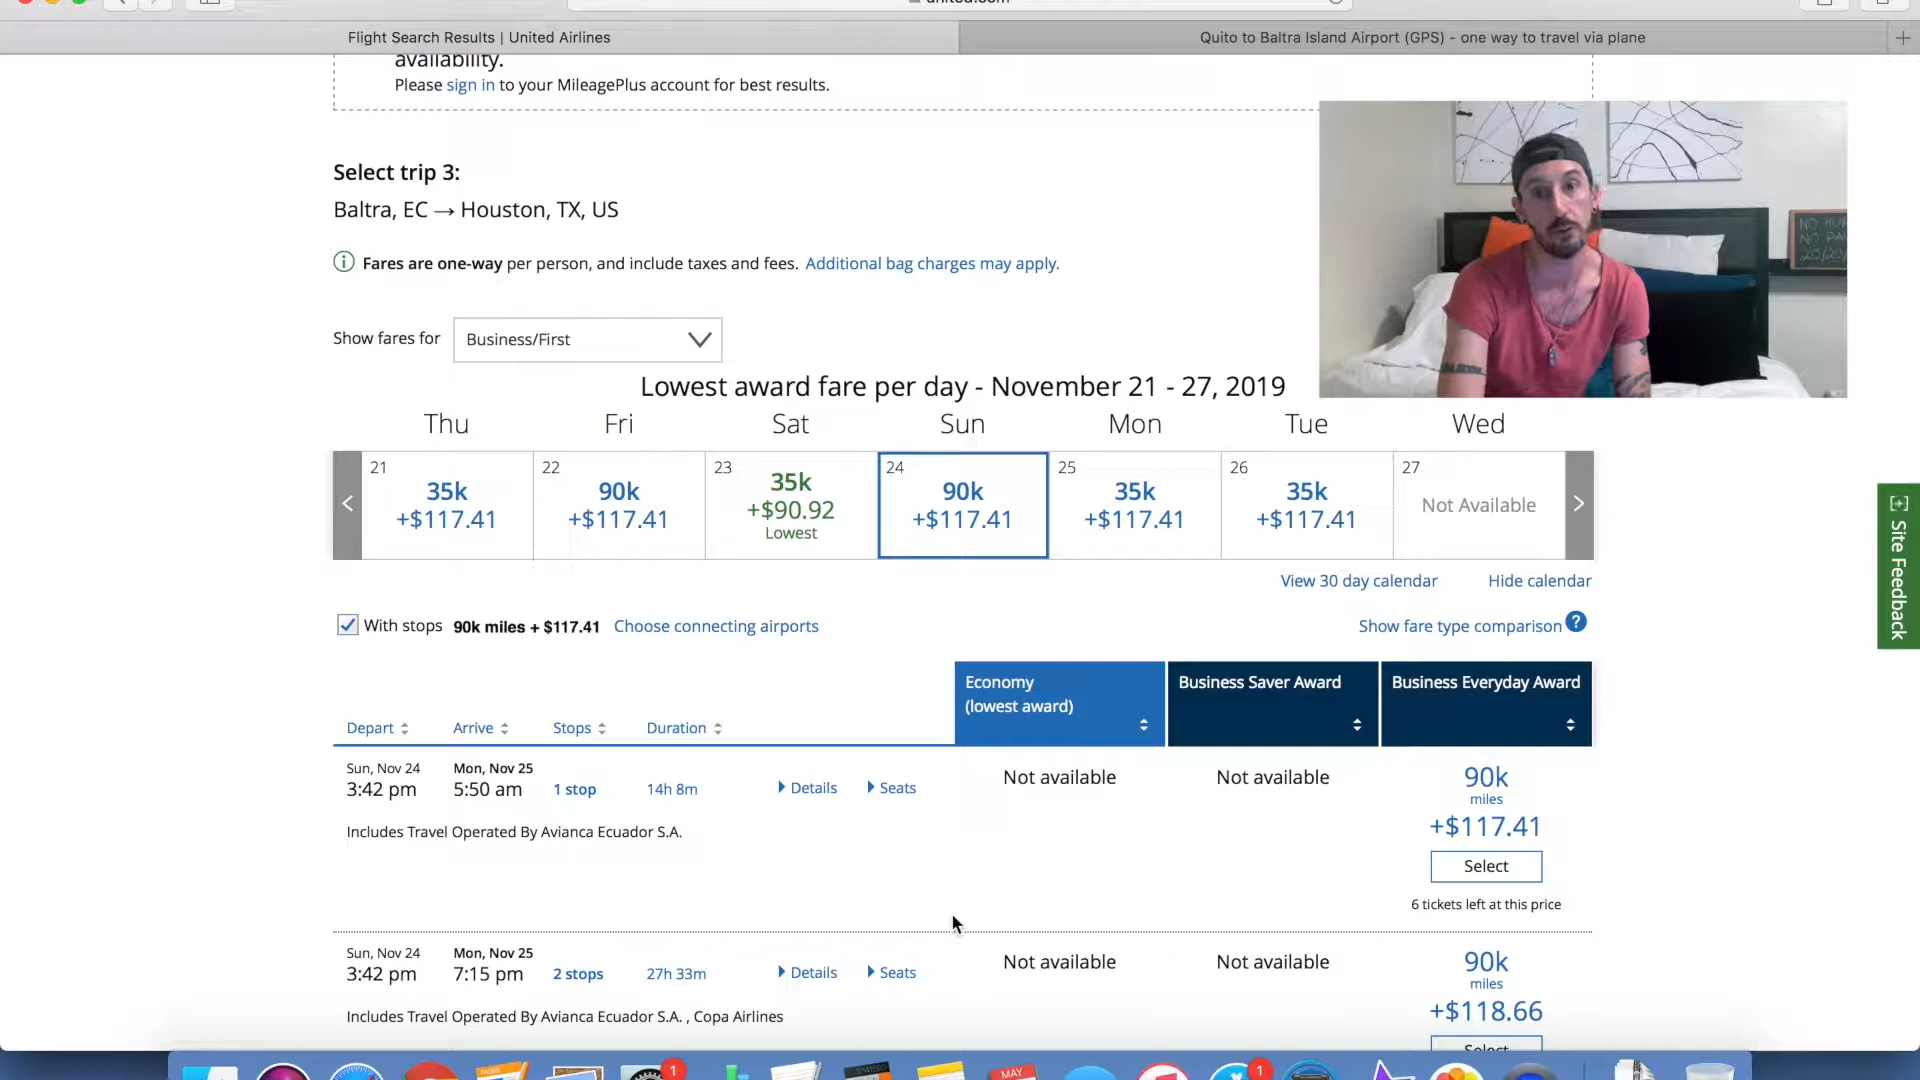 Flight Search Results | United Airlines
Quito to Baltra Island Airport (GPS) - one way to travel via plane
availability.
Please sign in to your MileagePlus account for best results.
Select trip 3:
Baltra, EC → Houston, TX, US
Fares are one-way per person, and include taxes and fees. Additional bag charges may apply.
Show fares for Business/First
Lowest award fare per day - November 21 - 27, 2019
Thu Fri Sat Sun Mon Tue Wed
21 22 23 24 25 26 27
35k 90k 35k 90k 35k 35k Not Available
+$117.41 +$117.41 +$90.92 +$117.41 +$117.41 +$117.41
Lowest
View 30 day calendar Hide calendar
With stops 90k miles + $117.41 Choose connecting airports Show fare type comparison ?
Economy Business Saver Award Business Everyday Award
(lowest award)
Depart Arrive Stops Duration
Sun, Nov 24 Mon, Nov 25
3:42 pm 5:50 am 1 stop 14h 8m Details Seats Not available Not available 90k
miles
+$117.41
Includes Travel Operated By Avianca Ecuador S.A.
Select
6 tickets left at this price
Sun, Nov 24 Mon, Nov 25
3:42 pm 7:15 pm 2 stops 27h 33m Details Seats Not available Not available 90k
miles
+$118.66
Includes Travel Operated By Avianca Ecuador S.A. , Copa Airlines
Select
Site Feedback
1
MAY
1